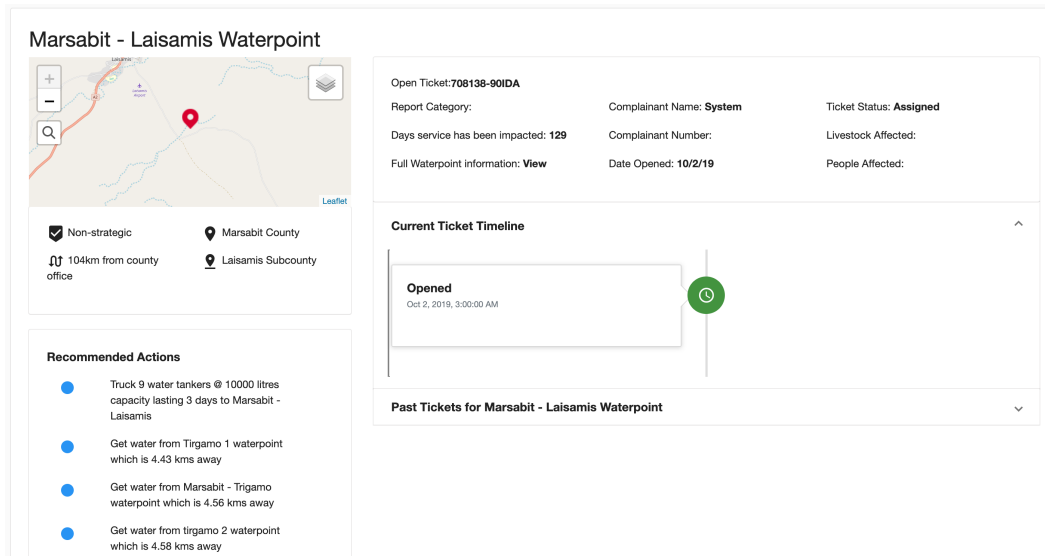 Marsabit - Laisamis Waterpoint
Laisamis
Laisamis
Airport
A2
+
−
Leaflet
Non-strategic
Marsabit County
104km from county
office
Laisamis Subcounty
Recommended Actions
Truck 9 water tankers @ 10000 litres
capacity lasting 3 days to Marsabit -
Laisamis
Get water from Tirgamo 1 waterpoint
which is 4.43 kms away
Get water from Marsabit - Trigamo
waterpoint which is 4.56 kms away
Get water from tirgamo 2 waterpoint
which is 4.58 kms away
Open Ticket:708138-90IDA
Report Category:
Complainant Name: System
Ticket Status: Assigned
Days service has been impacted: 129
Complainant Number:
Livestock Affected:
Full Waterpoint information: View
Date Opened: 10/2/19
People Affected:
Current Ticket Timeline
Opened
Oct 2, 2019, 3:00:00 AM
Past Tickets for Marsabit - Laisamis Waterpoint